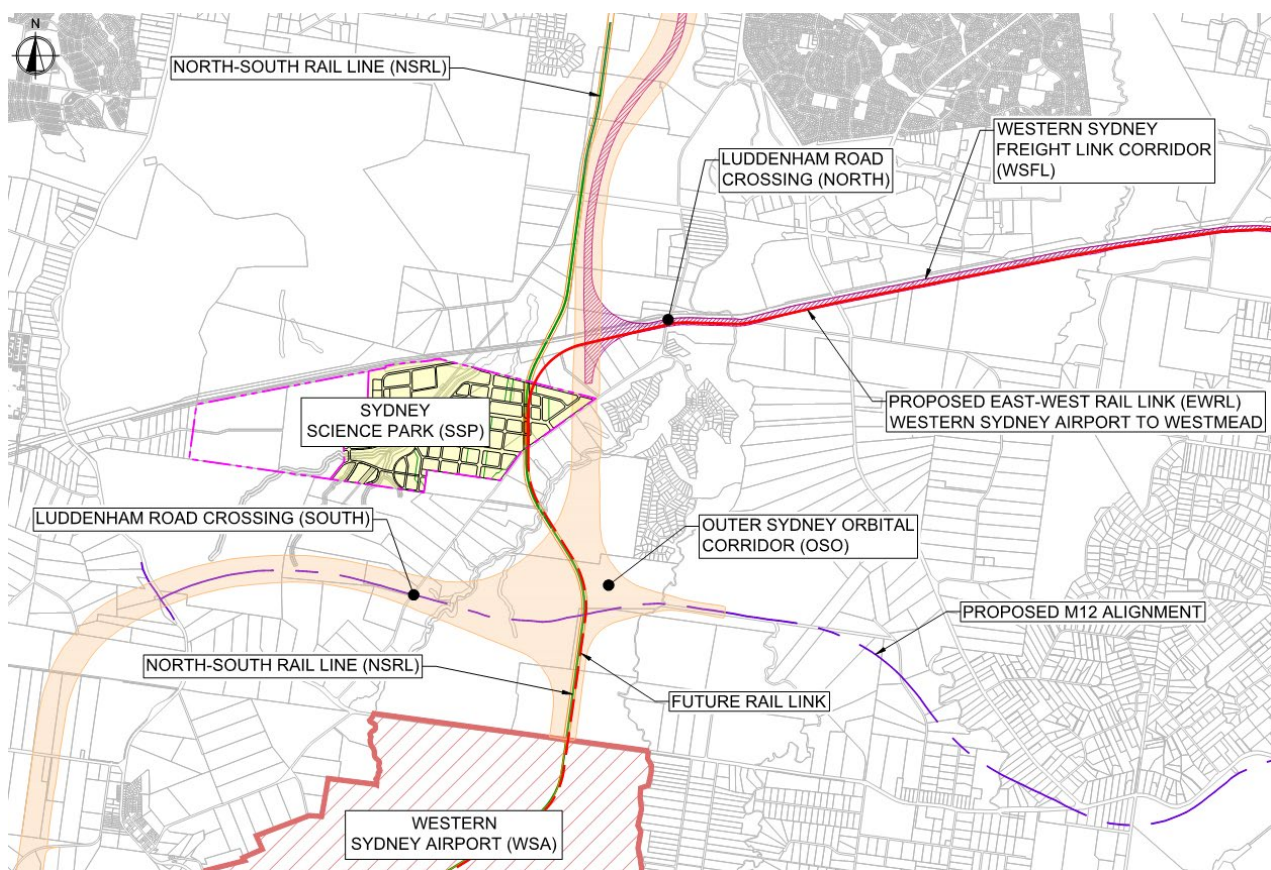 N
NORTH-SOUTH RAIL LINE (NSRL)
WESTERN SYDNEY
FREIGHT LINK CORRIDOR
(WSFL)
LUDDENHAM ROAD
CROSSING (NORTH)
PROPOSED EAST-WEST RAIL LINK (EWRL)
WESTERN SYDNEY AIRPORT TO WESTMEAD
SYDNEY
SCIENCE PARK (SSP)
LUDDENHAM ROAD CROSSING (SOUTH)
OUTER SYDNEY ORBITAL
CORRIDOR (OSO)
PROPOSED M12 ALIGNMENT
NORTH-SOUTH RAIL LINE (NSRL)
FUTURE RAIL LINK
WESTERN
SYDNEY AIRPORT (WSA)